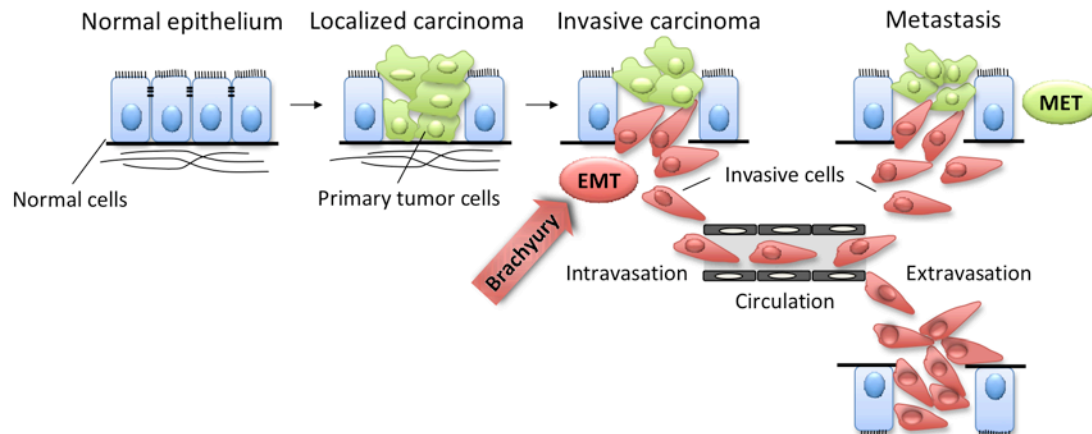 Normal epithelium
Localized carcinoma
Invasive carcinoma
Metastasis
MET
EMT
Normal cells
Primary tumor cells
Invasive cells
Brachyury
Intravasation
Circulation
Extravasation